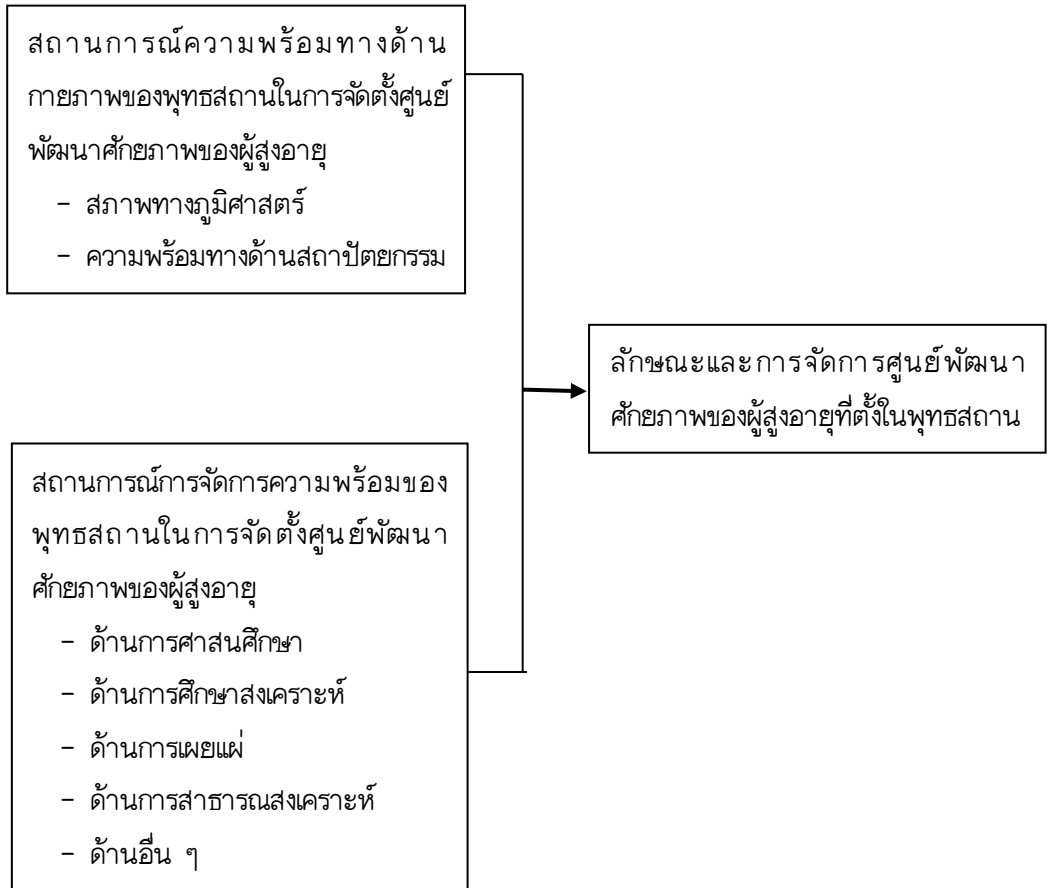 สถานการณ์ความพร้อมทางด้าน
กายภาพของพุทธสถานในการจัดตั้งศูนย์
พัฒนาศักยภาพของผู้สูงอายุ
- สภาพทางภูมิศาสตร์
- ความพร้อมทางด้านสถาปัตยกรรม
ลักษณะและการจัดการศูนย์พัฒนา
ศักยภาพของผู้สูงอายุที่ตั้งในพุทธสถาน
สถานการณ์การจัดการความพร้อมของ
พุทธสถานในการจัดตั้งศูนย์พัฒนา
ศักยภาพของผู้สูงอายุ
- ด้านการศาสนศึกษา
- ด้านการศึกษาสงเคราะห์
- ด้านการเผยแผ่
- ด้านการสาธารณสงเคราะห์
- ด้านอื่น ๆ